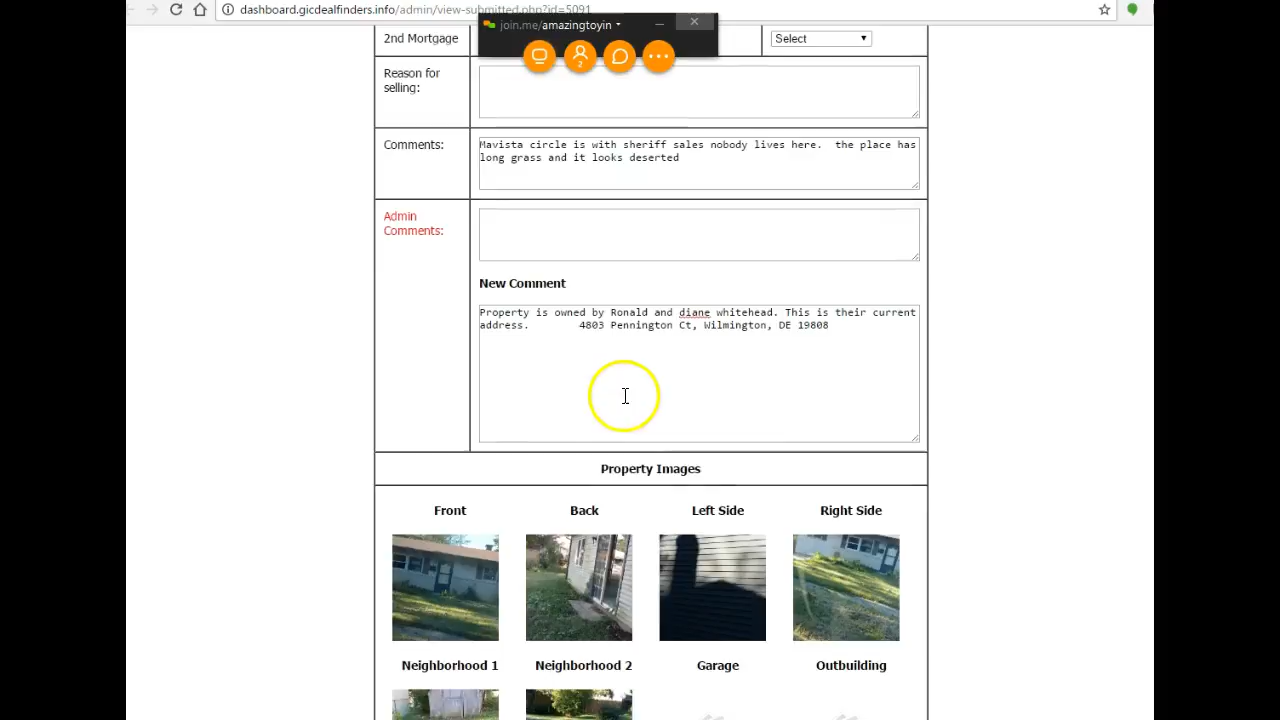 dashboard.gicdealfinders.info/admin/view-submitted.php?id=5091
join.me/amazingtoyin
2
2nd Mortgage
Select
Reason for
selling:
Comments:
Mavista circle is with sheriff sales nobody lives here.  the place has
long grass and it looks deserted
Admin
Comments:
New Comment
Property is owned by Ronald and diane whitehead. This is their current
address.        4803 Pennington Ct, Wilmington, DE 19808
Property Images
Front
Back
Left Side
Right Side
Neighborhood 1
Neighborhood 2
Garage
Outbuilding